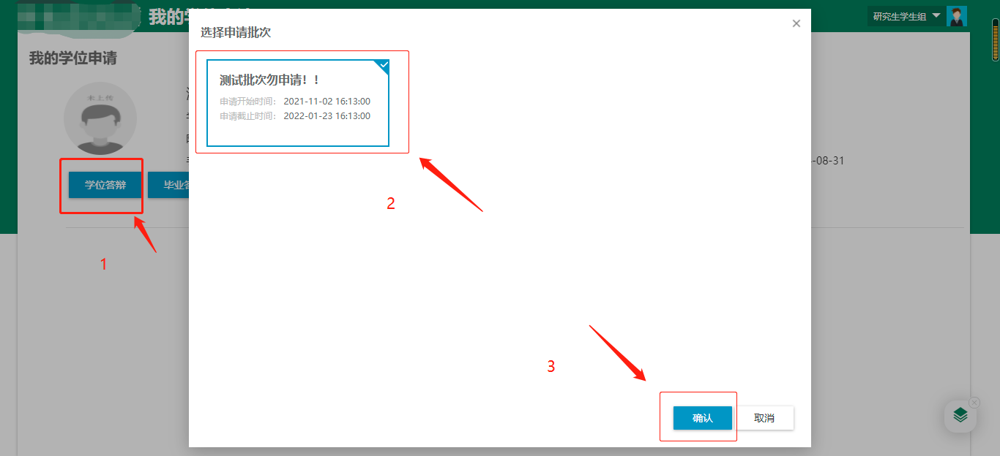 我的学
研究生学生组
选择申请批次
我的学位申请
测试批次勿申请！！
申请开始时间： 2021-11-02 16:13:00
申请截止时间： 2022-01-23 16:13:00
未上传
-08-31
学位答辩
毕业答
2
1
3
确认
取消